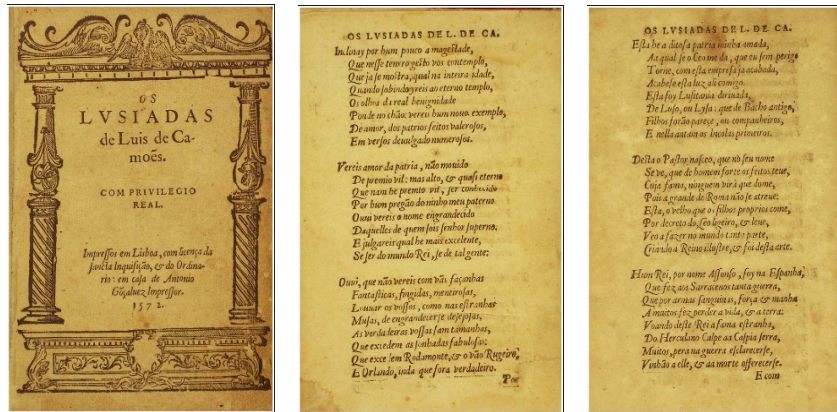 OS
LVSIADAS
de Luis de Ca-
moẽs.
COM PRIVILEGIO
REAL.
Impressos em Lisboa, com licença da
sancta Inquisição, & do Ordina-
rio: em casa de Antonio
Gõçaluez Impressor.
1572.
OS LVSIADAS DE L. DE CA.
Inclinay por hum pouco a magestade,
Que nesse tenro gesto vos contemplo,
Que ja se mostra, qual na inteira idade,
Quando subindo yreis ao eterno templo,
Os olhos da real benignidade
Ponde no chão: vereis hum nouo exemplo,
De amor, dos patrios feitos valerosos,
Em versos deuulgado numerosos.
Vereis amor da patria, não mouido
De premio vil: mas alto, & quasi eterno
Que nam he premio vil, ser conhecido
Por hum pregão do ninho meu paterno
Ouui vereis o nome engrandecido
Daquelles de quem sois senhor superno.
E julgareis qual he mais excelente,
Se ser do mundo Rei, se de tal gente:
Ouui, que não vereis com vãs façanhas
Fantasticas, fingidas, mentirosas,
Louuar os vossos, como nas estranhas
Musas, de engrandecerse desejosas,
As verdadeiras vossas sam tamanhas,
Que excedem as sonhadas fabulosas:
Que excedem Rodamonte, & o vão Rugeiro,
E Orlando, inda que fora verdadeiro.
Por
OS LVSIADAS DE L. DE CA.
Esta he a ditosa patria minha amada,
Aa qual se o Ceo me da, que eu sem perigo
Torne, com esta empresa ja acabada,
Acabese esta luz ali comigo.
Esta foy Lusitania diriuada,
De Luso, ou Lysa: que de Bacho antigo,
Filhos forão parece, ou companheiros,
E nella antam os Incolas primeiros.
Desta o Pastor nasceo, que no seu nome
Se ve, que de homem forte os feitos teue,
Cuja fama, ninguem virà que dome,
Pois a grande de Roma não se atreue:
Esta, o velho que os filhos proprios come,
Por decreto do Ceo ligeiro, & leue,
Veo a fazer no mundo tanta parte,
Criando a Reino illustre, & foi desta arte.
Hum Rei, por nome Affonso, foy na Espanha,
Que fez aos Sarracenos tanta guerra,
Que por armas sanguinas, força & manha
A muitos fez perder a vida, & a terra:
Voando deste Rei a fama estranha,
Do Herculano Calpe aa Caspia serra,
Muitos, pera na guerra esclarecerse,
Vinhão a elle, & aa morte offerecerse.
E com